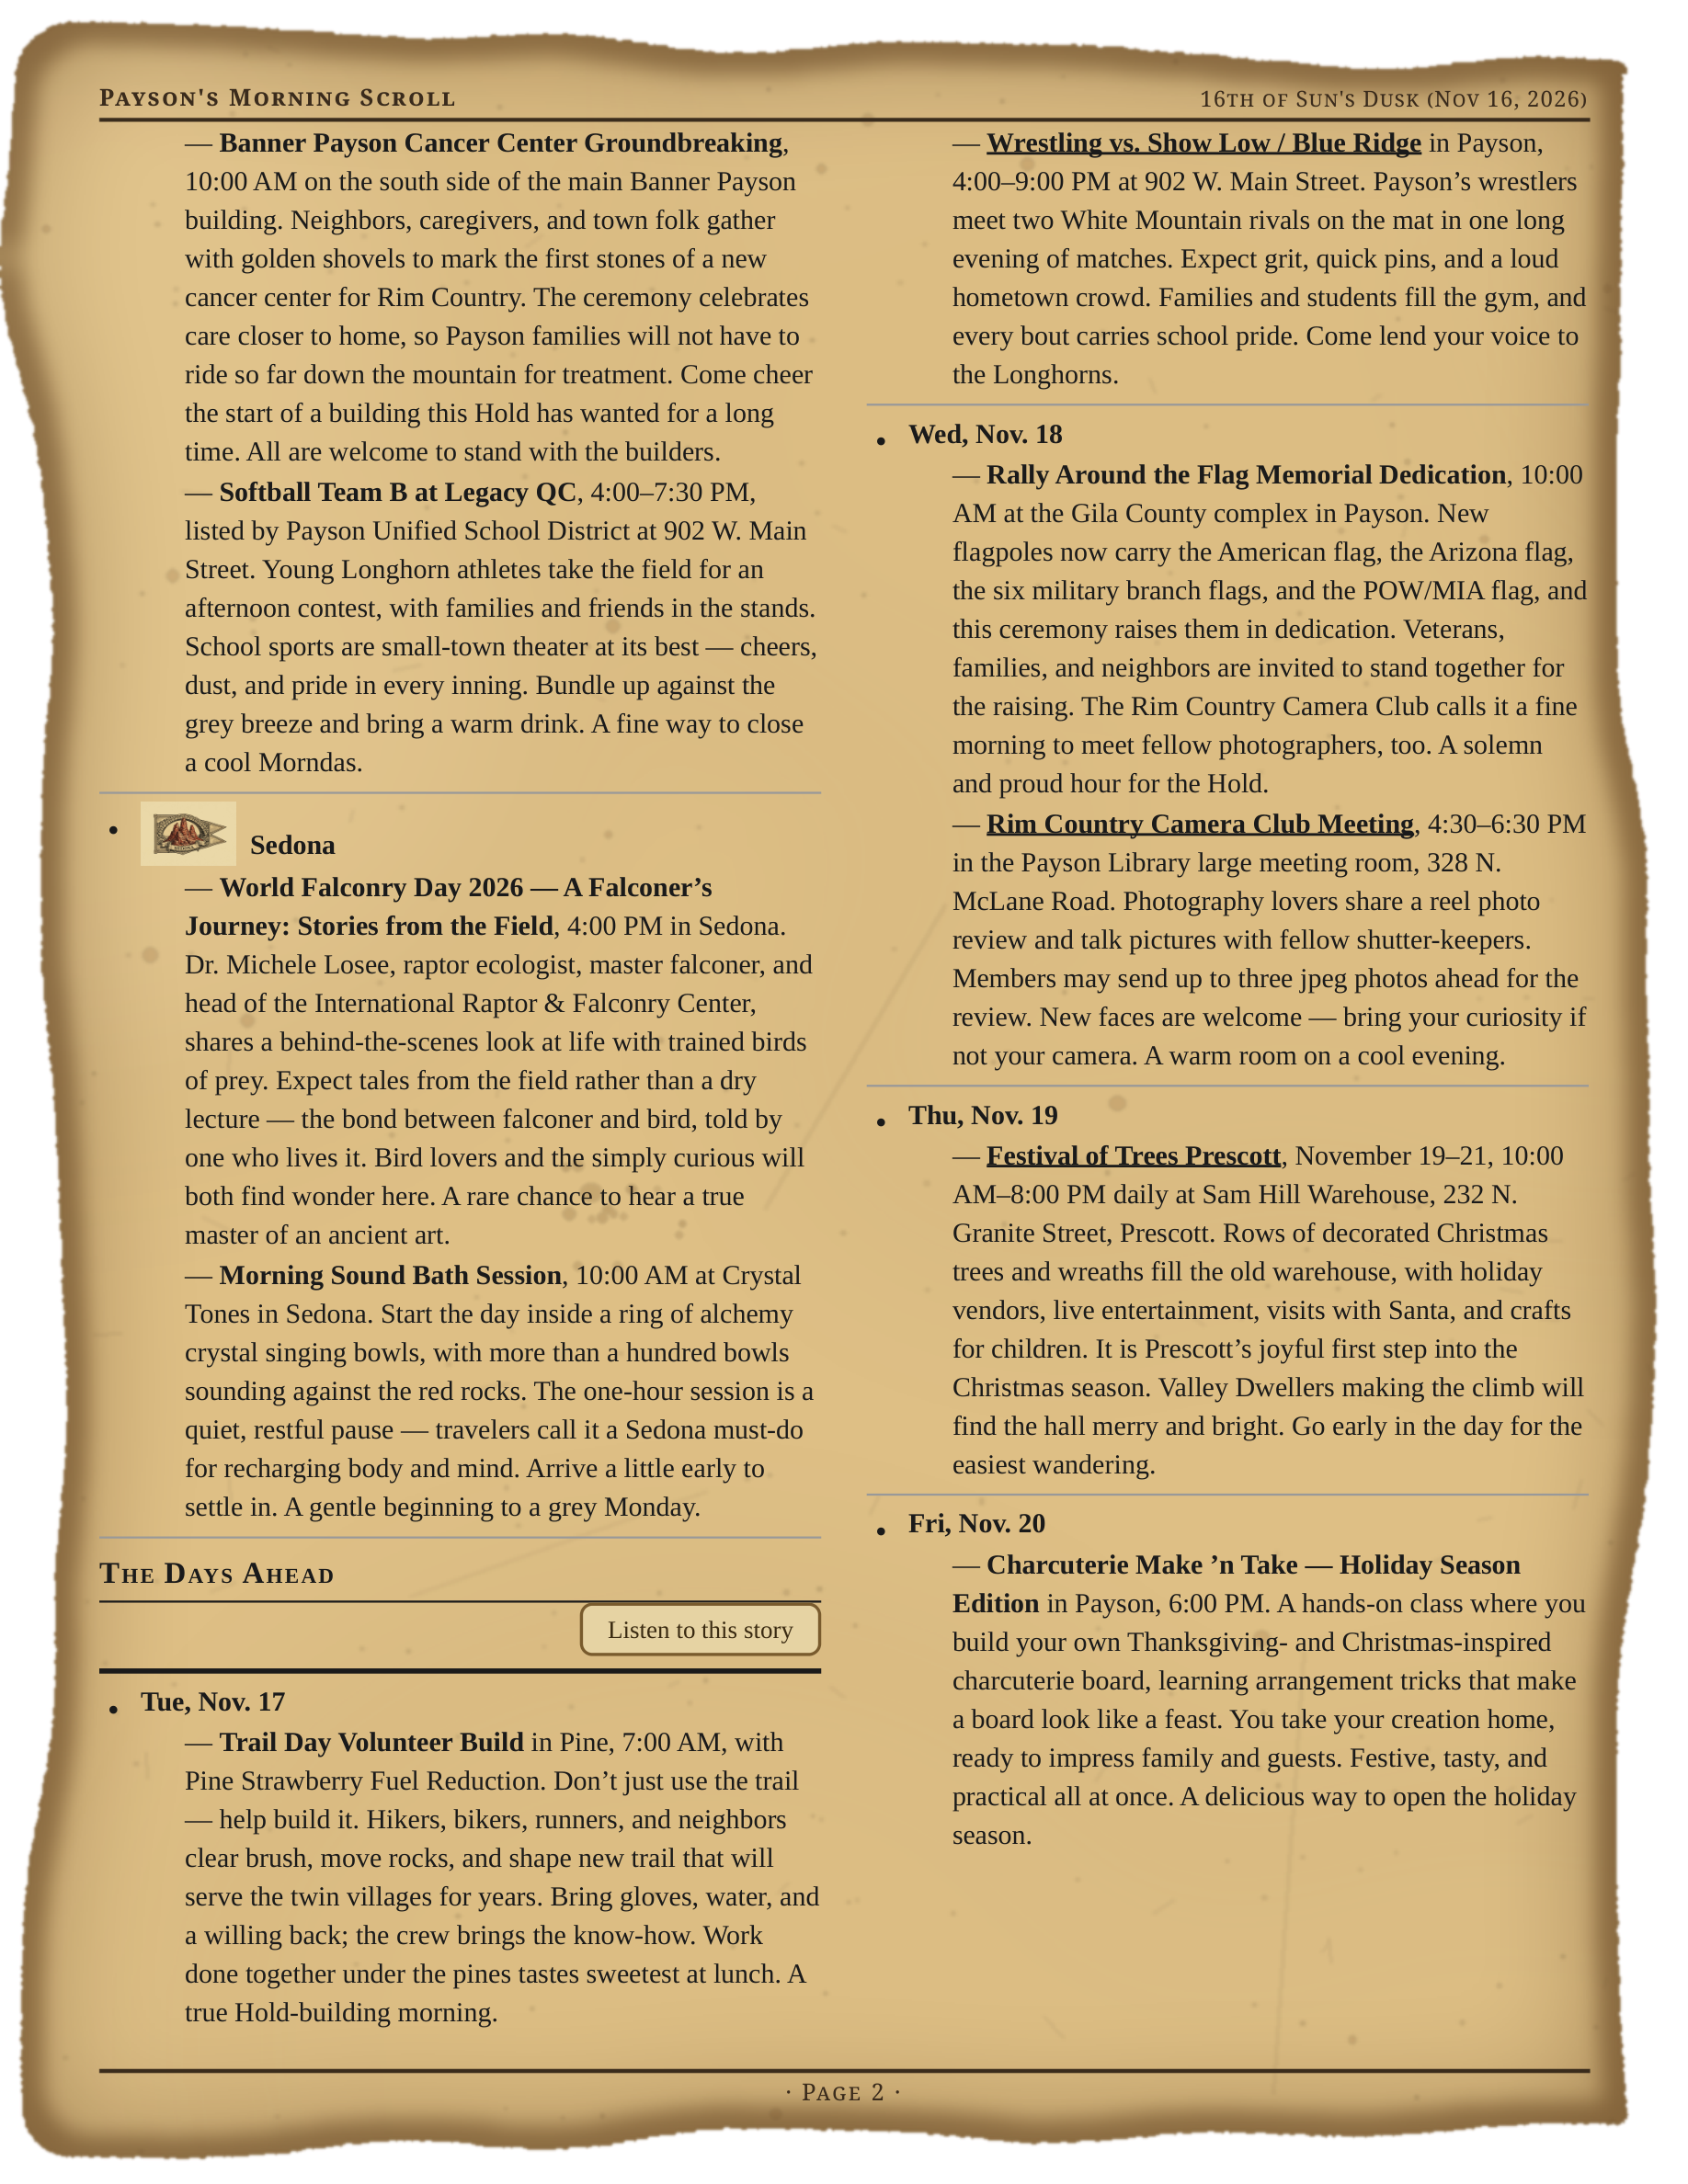 Payson's Morning Scroll
16th of Sun's Dusk (Nov 16, 2026)
— Banner Payson Cancer Center Groundbreaking,
10:00 AM on the south side of the main Banner Payson
building. Neighbors, caregivers, and town folk gather
with golden shovels to mark the first stones of a new
cancer center for Rim Country. The ceremony celebrates
care closer to home, so Payson families will not have to
ride so far down the mountain for treatment. Come cheer
the start of a building this Hold has wanted for a long
time. All are welcome to stand with the builders.
— Softball Team B at Legacy QC, 4:00–7:30 PM,
listed by Payson Unified School District at 902 W. Main
Street. Young Longhorn athletes take the field for an
afternoon contest, with families and friends in the stands.
School sports are small-town theater at its best — cheers,
dust, and pride in every inning. Bundle up against the
grey breeze and bring a warm drink. A fine way to close
a cool Morndas.
• Sedona
— World Falconry Day 2026 — A Falconer’s
Journey: Stories from the Field, 4:00 PM in Sedona.
Dr. Michele Losee, raptor ecologist, master falconer, and
head of the International Raptor & Falconry Center,
shares a behind-the-scenes look at life with trained birds
of prey. Expect tales from the field rather than a dry
lecture — the bond between falconer and bird, told by
one who lives it. Bird lovers and the simply curious will
both find wonder here. A rare chance to hear a true
master of an ancient art.
— Morning Sound Bath Session, 10:00 AM at Crystal
Tones in Sedona. Start the day inside a ring of alchemy
crystal singing bowls, with more than a hundred bowls
sounding against the red rocks. The one-hour session is a
quiet, restful pause — travelers call it a Sedona must-do
for recharging body and mind. Arrive a little early to
settle in. A gentle beginning to a grey Monday.
The Days Ahead
Listen to this story
• Tue, Nov. 17
— Trail Day Volunteer Build in Pine, 7:00 AM, with
Pine Strawberry Fuel Reduction. Don’t just use the trail
— help build it. Hikers, bikers, runners, and neighbors
clear brush, move rocks, and shape new trail that will
serve the twin villages for years. Bring gloves, water, and
a willing back; the crew brings the know-how. Work
done together under the pines tastes sweetest at lunch. A
true Hold-building morning.
— Wrestling vs. Show Low / Blue Ridge in Payson,
4:00–9:00 PM at 902 W. Main Street. Payson’s wrestlers
meet two White Mountain rivals on the mat in one long
evening of matches. Expect grit, quick pins, and a loud
hometown crowd. Families and students fill the gym, and
every bout carries school pride. Come lend your voice to
the Longhorns.
• Wed, Nov. 18
— Rally Around the Flag Memorial Dedication, 10:00
AM at the Gila County complex in Payson. New
flagpoles now carry the American flag, the Arizona flag,
the six military branch flags, and the POW/MIA flag, and
this ceremony raises them in dedication. Veterans,
families, and neighbors are invited to stand together for
the raising. The Rim Country Camera Club calls it a fine
morning to meet fellow photographers, too. A solemn
and proud hour for the Hold.
— Rim Country Camera Club Meeting, 4:30–6:30 PM
in the Payson Library large meeting room, 328 N.
McLane Road. Photography lovers share a reel photo
review and talk pictures with fellow shutter-keepers.
Members may send up to three jpeg photos ahead for the
review. New faces are welcome — bring your curiosity if
not your camera. A warm room on a cool evening.
• Thu, Nov. 19
— Festival of Trees Prescott, November 19–21, 10:00
AM–8:00 PM daily at Sam Hill Warehouse, 232 N.
Granite Street, Prescott. Rows of decorated Christmas
trees and wreaths fill the old warehouse, with holiday
vendors, live entertainment, visits with Santa, and crafts
for children. It is Prescott’s joyful first step into the
Christmas season. Valley Dwellers making the climb will
find the hall merry and bright. Go early in the day for the
easiest wandering.
• Fri, Nov. 20
— Charcuterie Make ’n Take — Holiday Season
Edition in Payson, 6:00 PM. A hands-on class where you
build your own Thanksgiving- and Christmas-inspired
charcuterie board, learning arrangement tricks that make
a board look like a feast. You take your creation home,
ready to impress family and guests. Festive, tasty, and
practical all at once. A delicious way to open the holiday
season.
· Page 2 ·